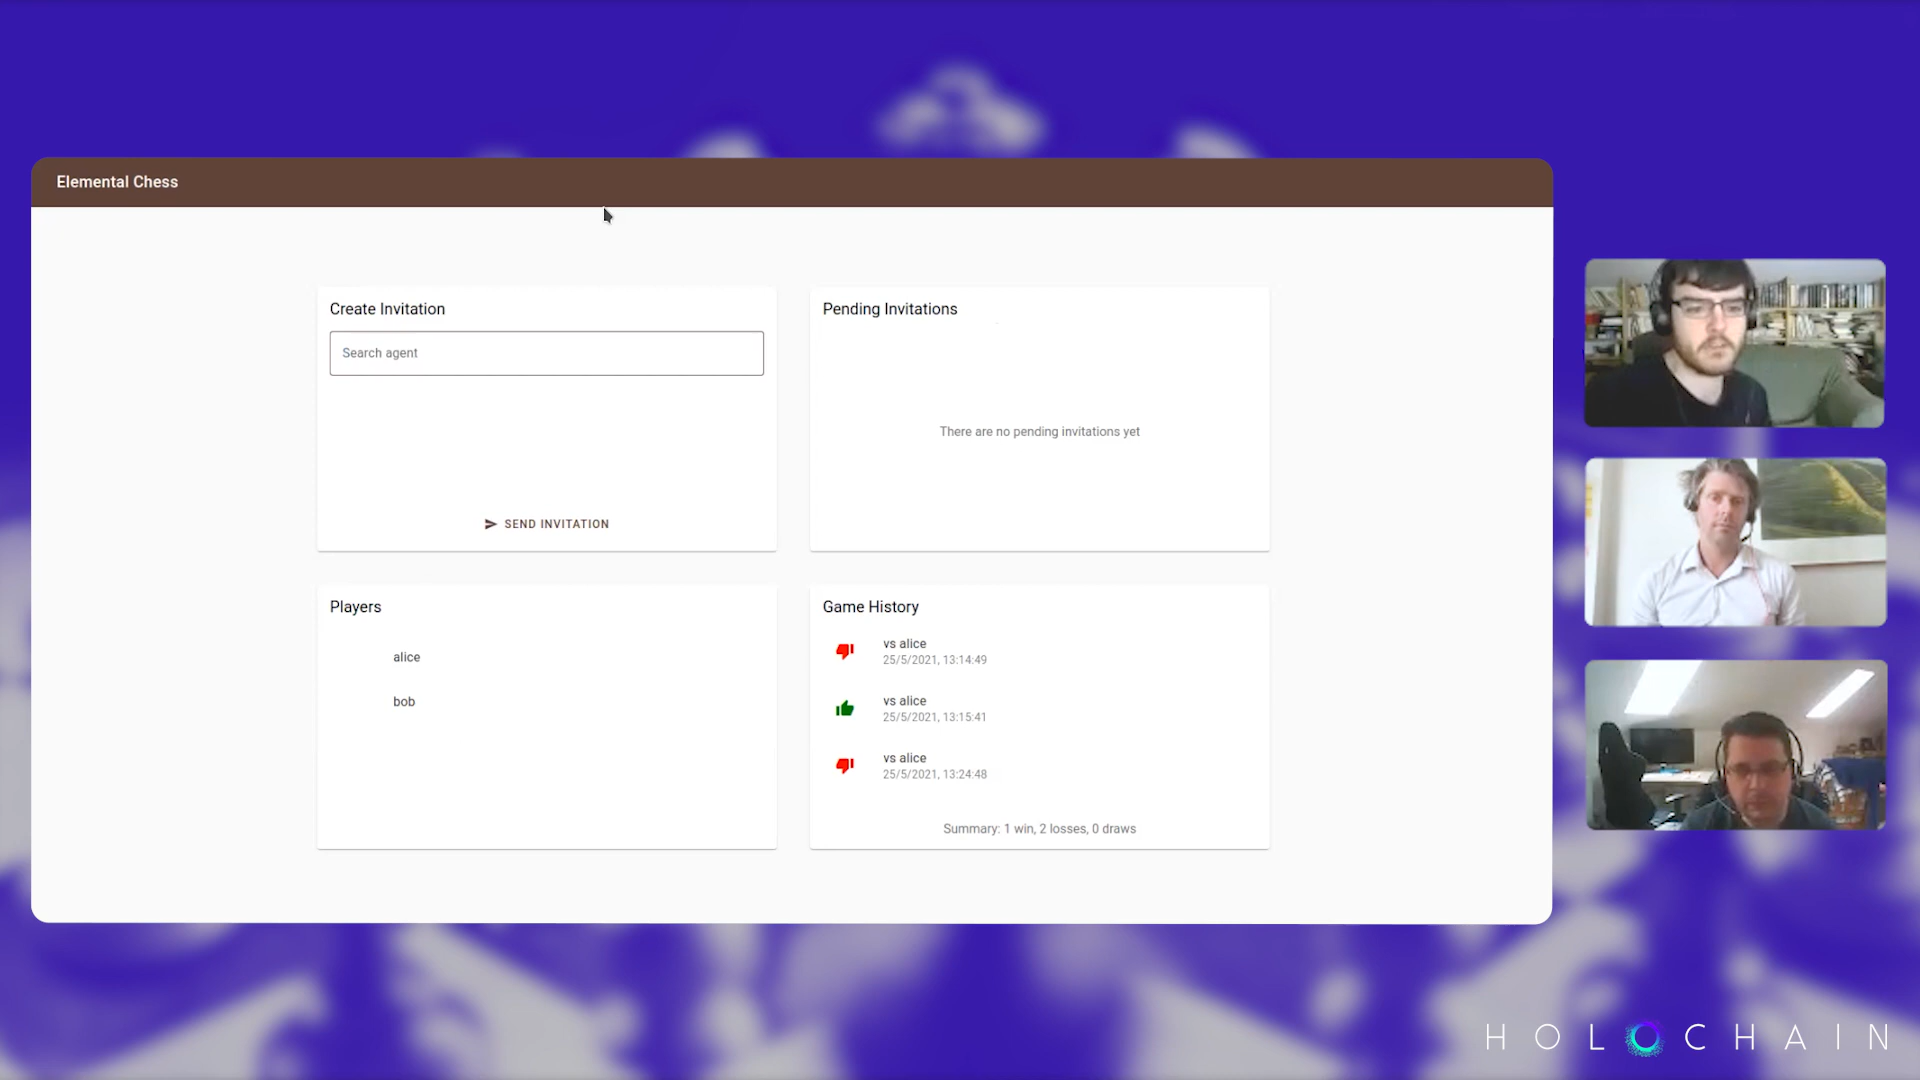 Elemental Chess
Create Invitation
Search agent
SEND INVITATION
Pending Invitations
There are no pending invitations yet
Players
alice
bob
Game History
vs alice
25/5/2021, 13:14:49
vs alice
25/5/2021, 13:15:41
vs alice
25/5/2021, 13:24:48
Summary: 1 win, 2 losses, 0 draws
HOLOCHAIN